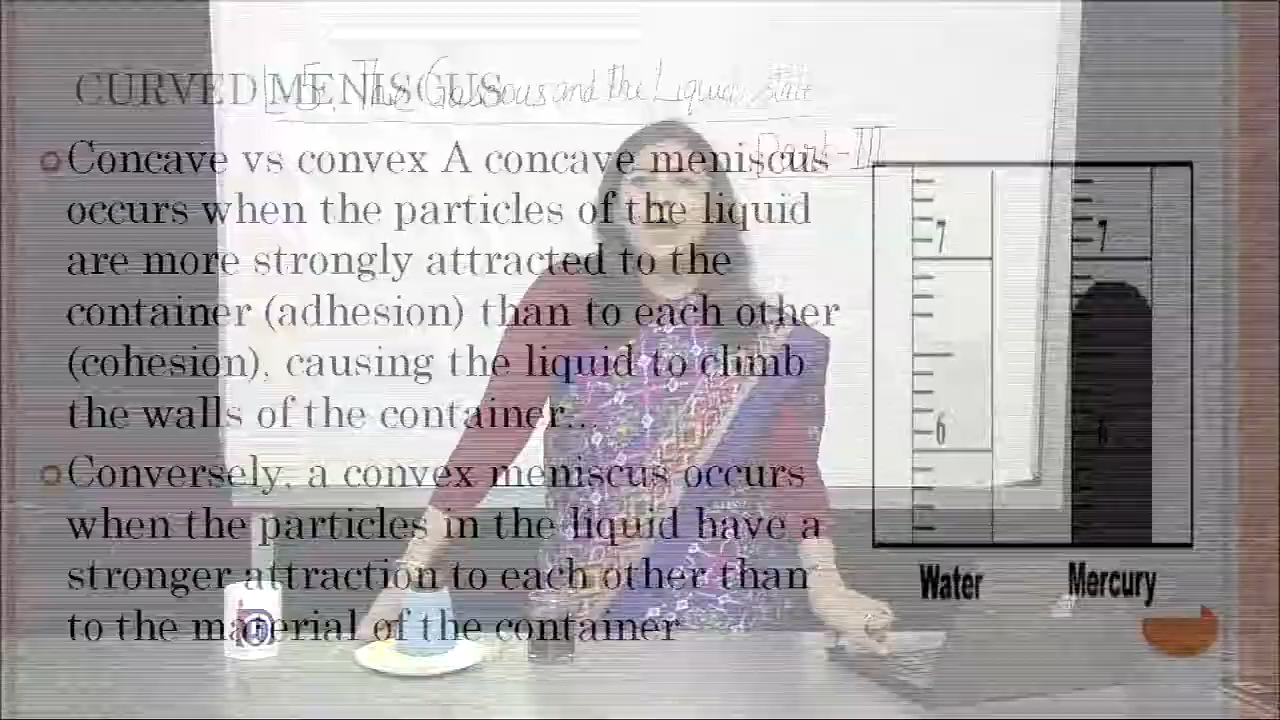 CURVED MENISCUS
L 5. The Gaseous and the Liquid State
Part-III
Concave vs convex A concave meniscus
occurs when the particles of the liquid
are more strongly attracted to the
container (adhesion) than to each other
(cohesion), causing the liquid to climb
the walls of the container...
Conversely, a convex meniscus occurs
when the particles in the liquid have a
stronger attraction to each other than
to the material of the container
7
6
7
6
Water
Mercury